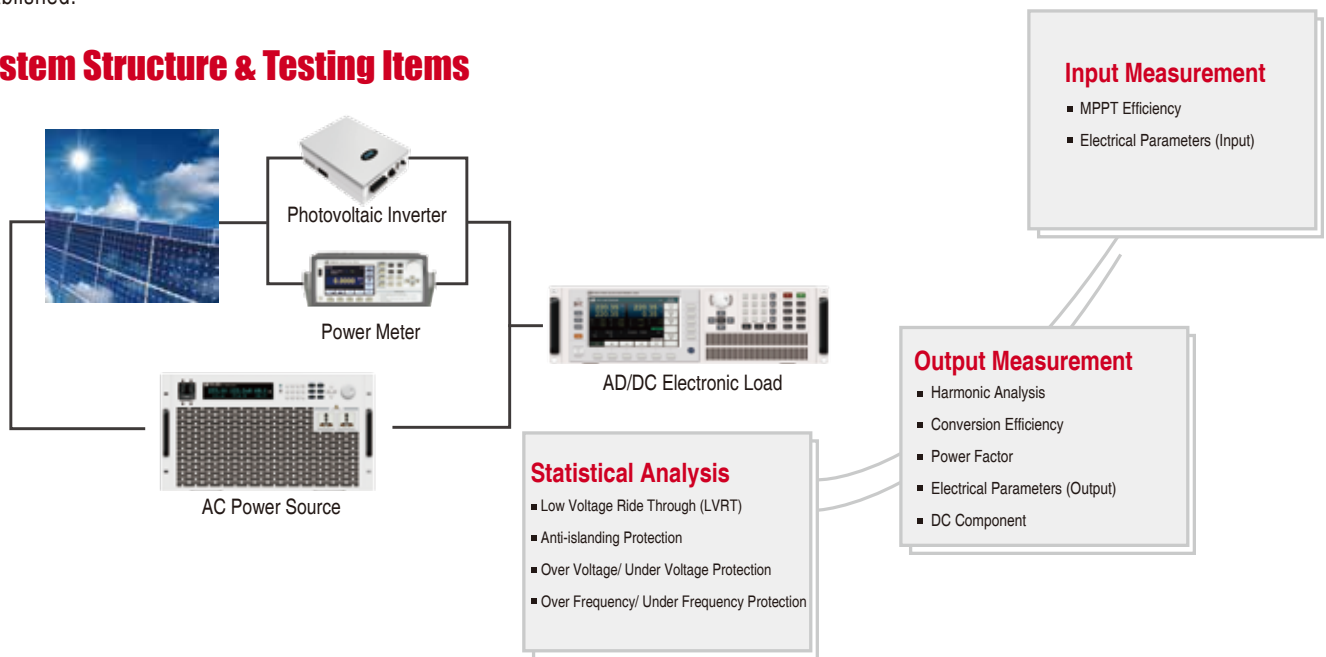 stem Structure & Testing Items
Photovoltaic Inverter
Power Meter
AD/DC Electronic Load
AC Power Source
Input Measurement
▪ MPPT Efficiency
▪ Electrical Parameters (Input)
Output Measurement
▪ Harmonic Analysis
▪ Conversion Efficiency
▪ Power Factor
▪ Electrical Parameters (Output)
▪ DC Component
Statistical Analysis
▪ Low Voltage Ride Through (LVRT)
▪ Anti-islanding Protection
▪ Over Voltage/ Under Voltage Protection
▪ Over Frequency/ Under Frequency Protection